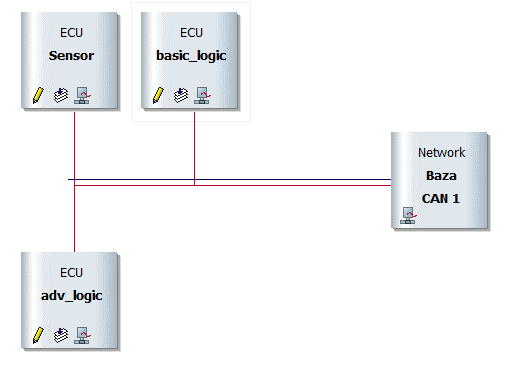 ECU
Sensor
ECU
basic_logic
Network
Baza
CAN 1
ECU
adv_logic